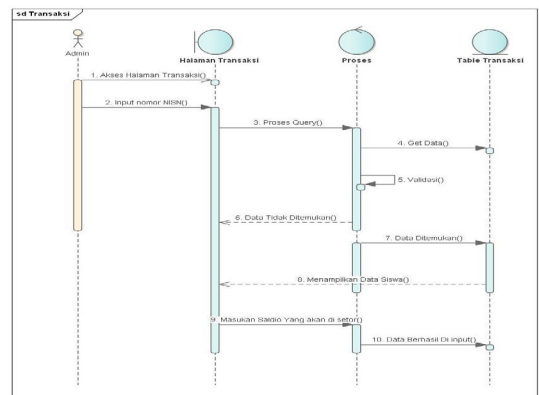 sd Transaksi
Admin
Halaman Transaksi
Proses
Table Transaksi
1. Akses Halaman Transaksi()
2. Input nomor NISN()
3. Proses Query()
4. Get Data()
5. Validasi()
6. Data Tidak Ditemukan()
7. Data Ditemukan()
8. Menampilkan Data Siswa()
9. Masukan Saldo Yang akan di setor()
10. Data Berhasil Di input()